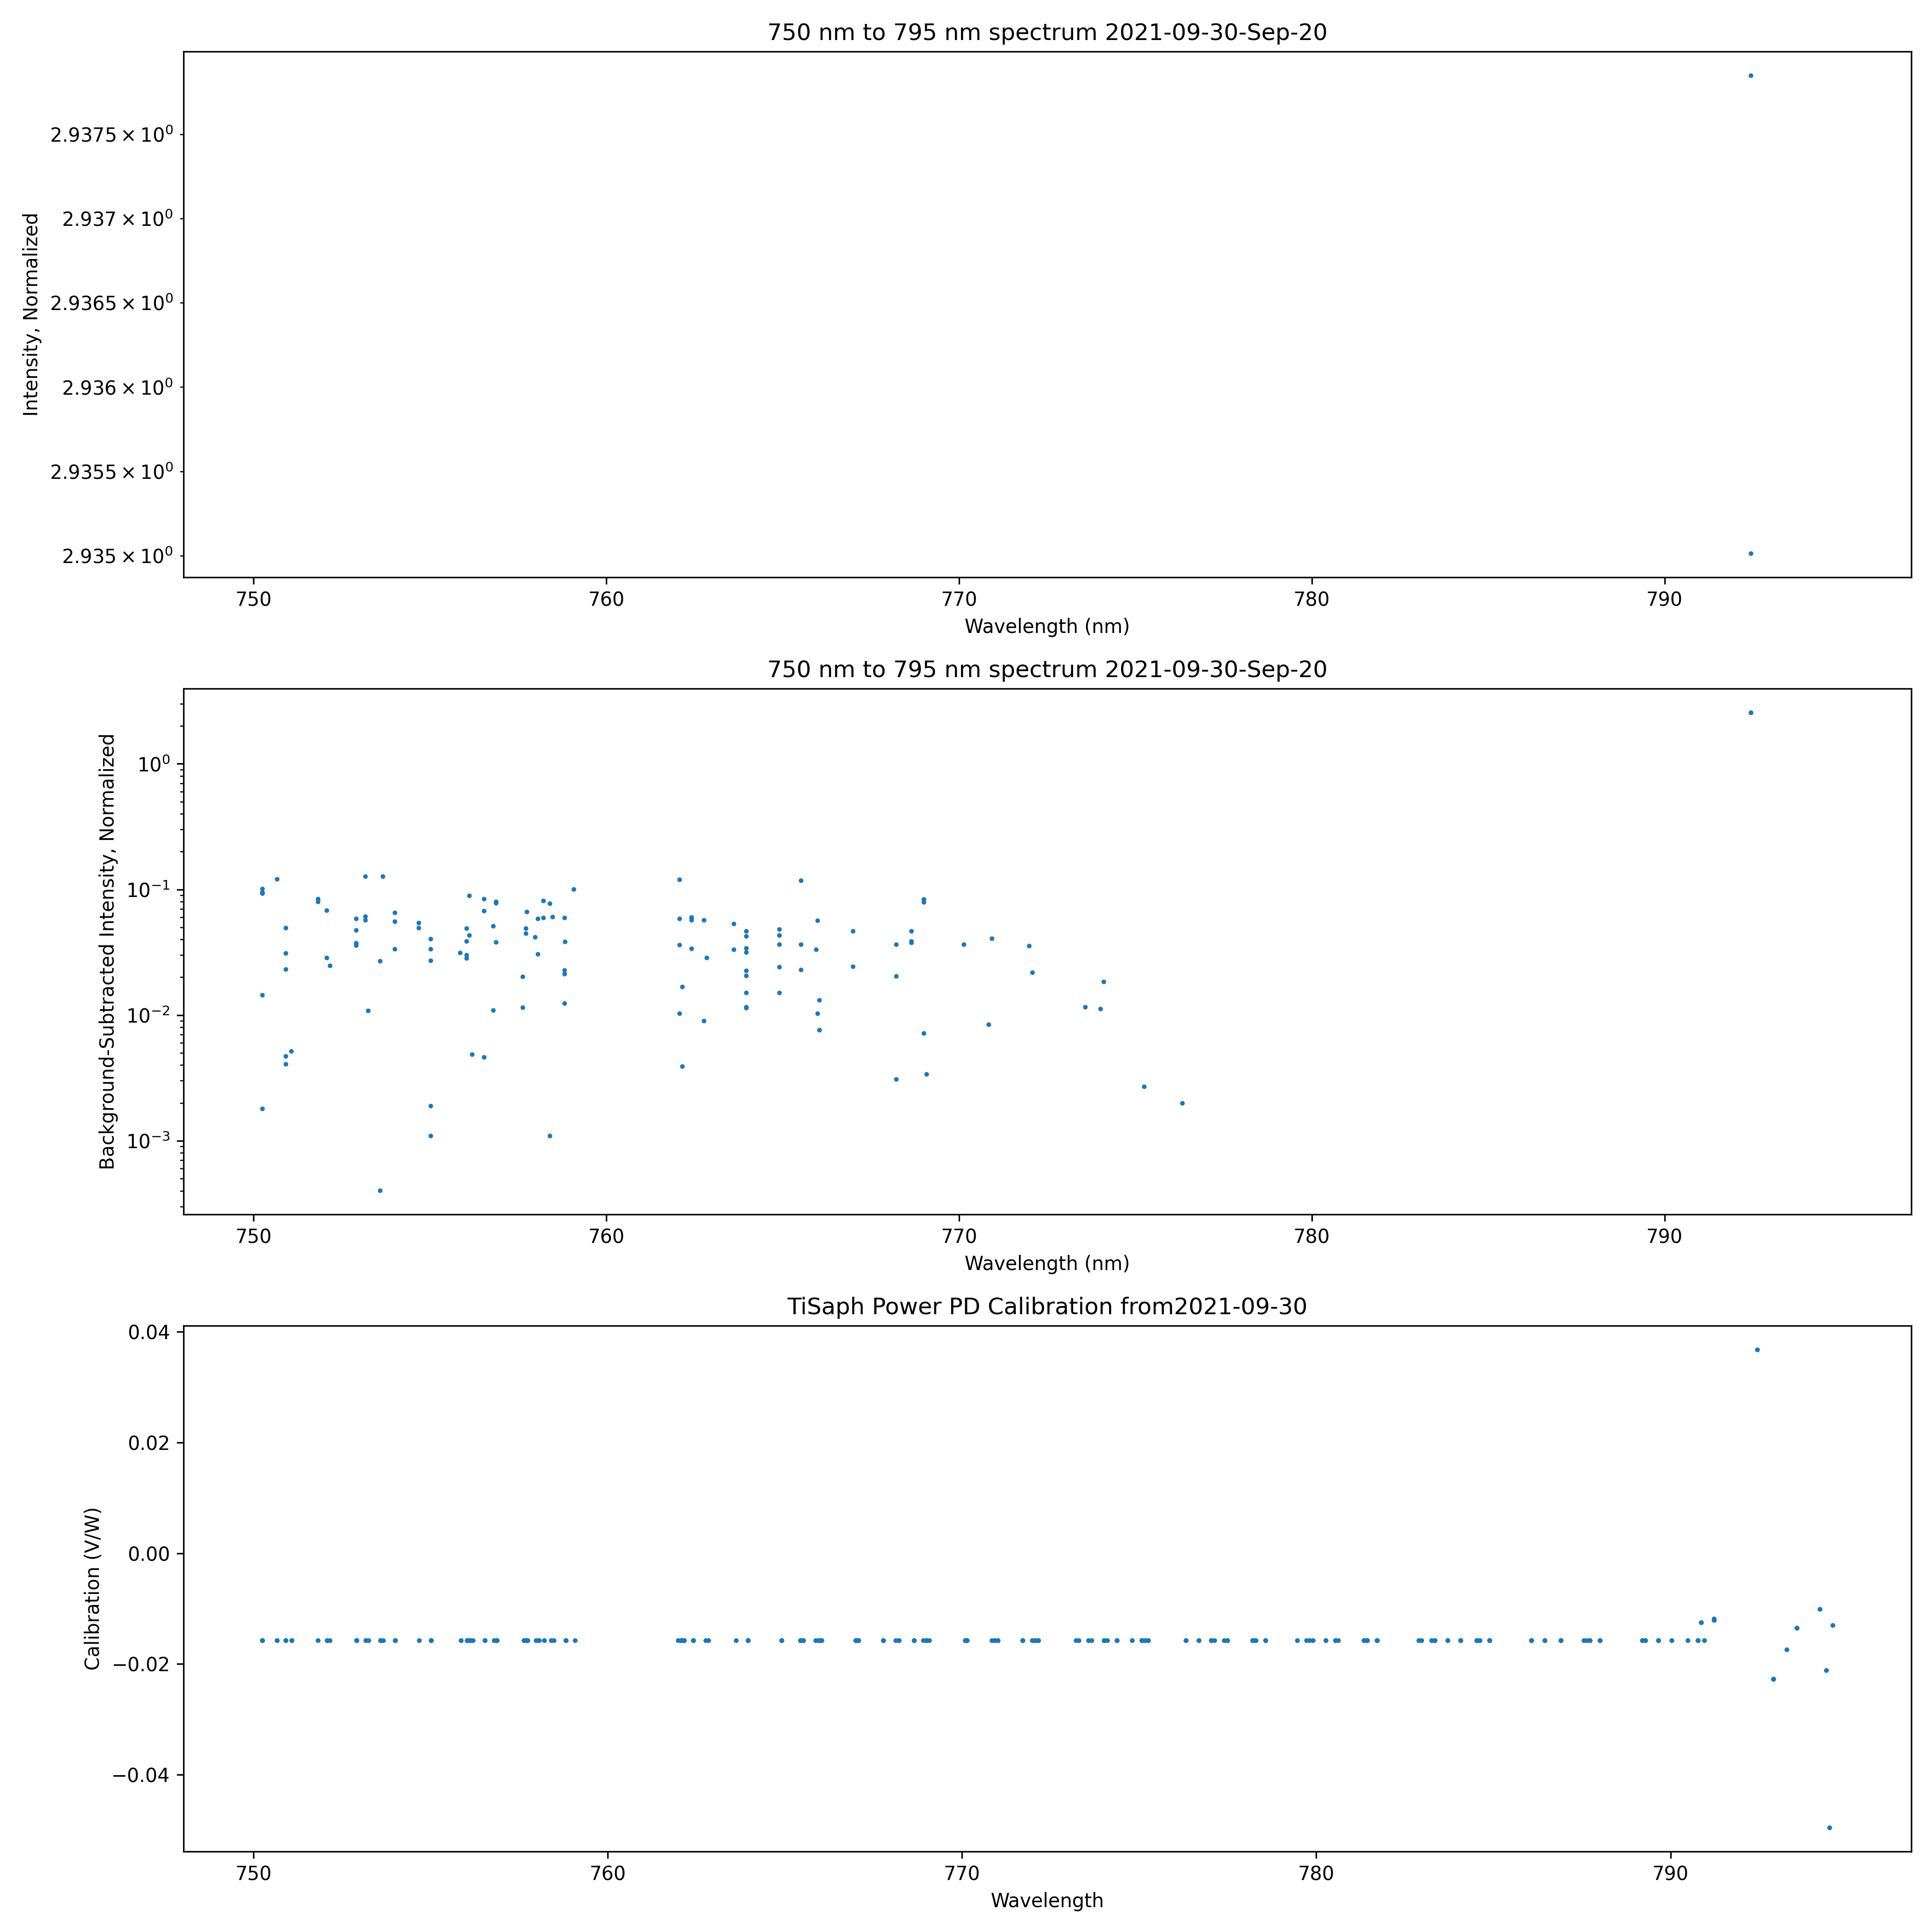 750 nm to 795 nm spectrum 2021-09-30-Sep-20
Intensity, Normalized
2.9375 × 10⁰
2.937 × 10⁰
2.9365 × 10⁰
2.936 × 10⁰
2.9355 × 10⁰
2.935 × 10⁰
750 760 770 780 790
Wavelength (nm)
750 nm to 795 nm spectrum 2021-09-30-Sep-20
Background-Subtracted Intensity, Normalized
10⁰
10⁻¹
10⁻²
10⁻³
750 760 770 780 790
Wavelength (nm)
TiSaph Power PD Calibration from2021-09-30
Calibration (V/W)
0.04
0.02
0.00
−0.02
−0.04
750 760 770 780 790
Wavelength